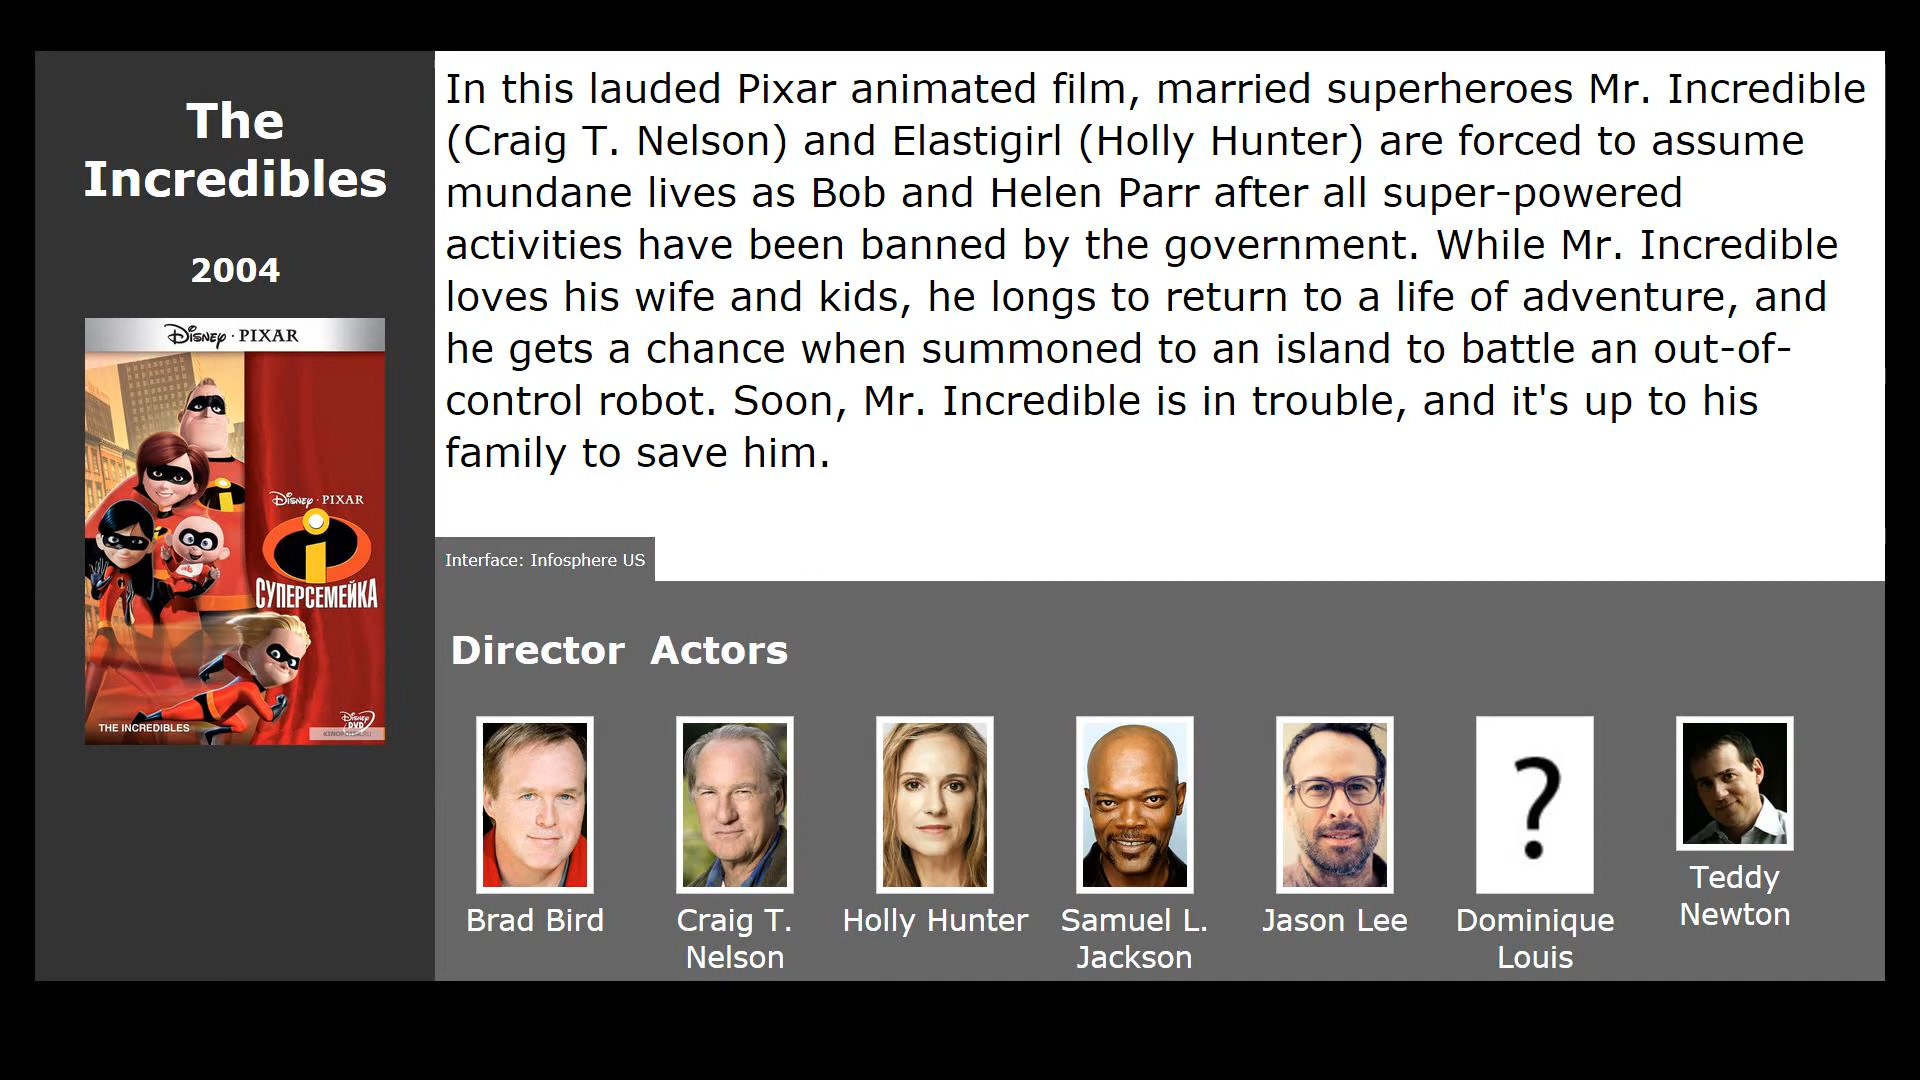 The
Incredibles
2004
DISNEY · PIXAR
DISNEY · PIXAR
СУПЕРСЕМЕЙКА
THE INCREDIBLES
DISNEY
DVD
KINOPOISK.RU
In this lauded Pixar animated film, married superheroes Mr. Incredible
(Craig T. Nelson) and Elastigirl (Holly Hunter) are forced to assume
mundane lives as Bob and Helen Parr after all super-powered
activities have been banned by the government. While Mr. Incredible
loves his wife and kids, he longs to return to a life of adventure, and
he gets a chance when summoned to an island to battle an out-of-
control robot. Soon, Mr. Incredible is in trouble, and it's up to his
family to save him.
Interface: Infosphere US
Director Actors
?
Brad Bird
Craig T.
Nelson
Holly Hunter
Samuel L.
Jackson
Jason Lee
Dominique
Louis
Teddy
Newton